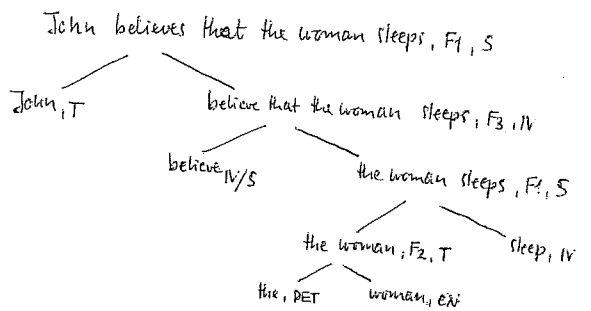 John believes that the woman sleeps, F1, S
John, T
believe that the woman sleeps, F3, IV
believe IV/S
the woman sleeps, F1, S
the woman, F2, T
sleep, IV
the, DET
woman, CN